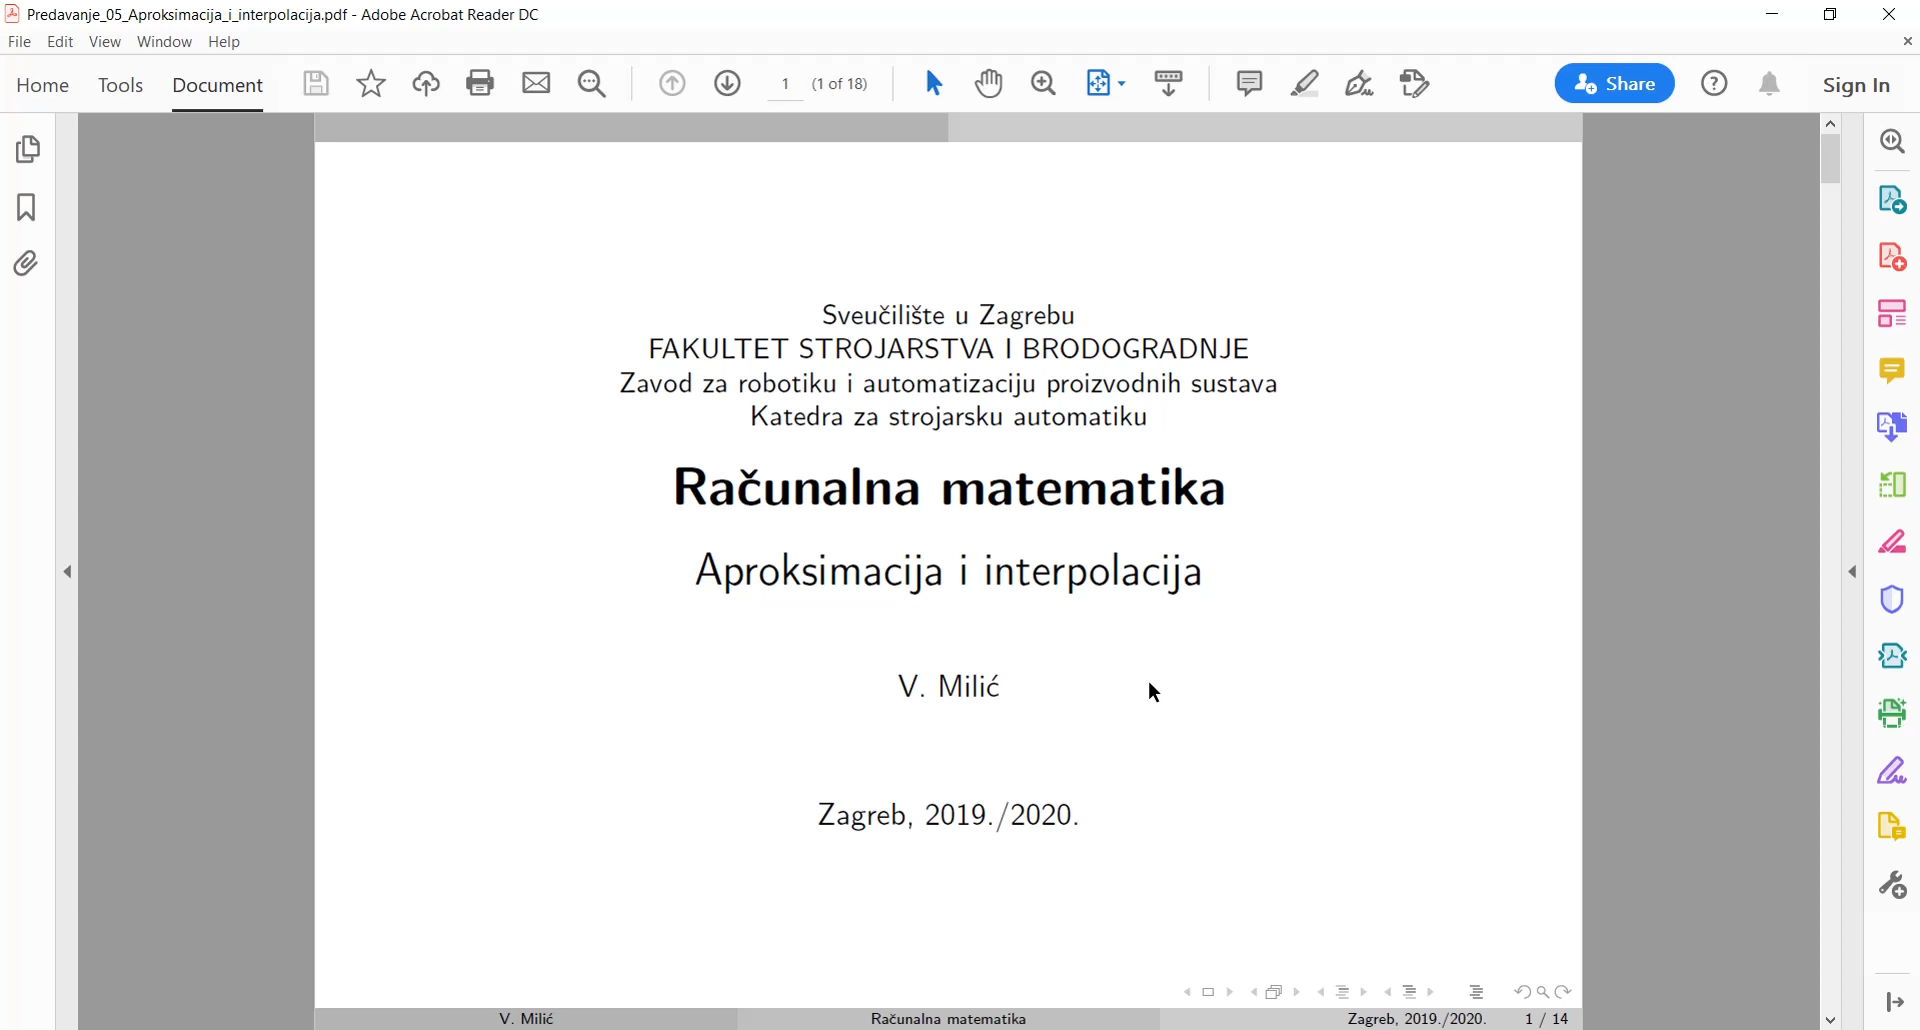 Predavanje_05_Aproksimacija_i_interpolacija.pdf - Adobe Acrobat Reader DC
File Edit View Window Help
Home Tools Document 1 (1 of 18) Share Sign In
Sveučilište u Zagrebu
FAKULTET STROJARSTVA I BRODOGRADNJE
Zavod za robotiku i automatizaciju proizvodnih sustava
Katedra za strojarsku automatiku
Računalna matematika
Aproksimacija i interpolacija
V. Milić
Zagreb, 2019./2020.
V. Milić Računalna matematika Zagreb, 2019./2020. 1 / 14